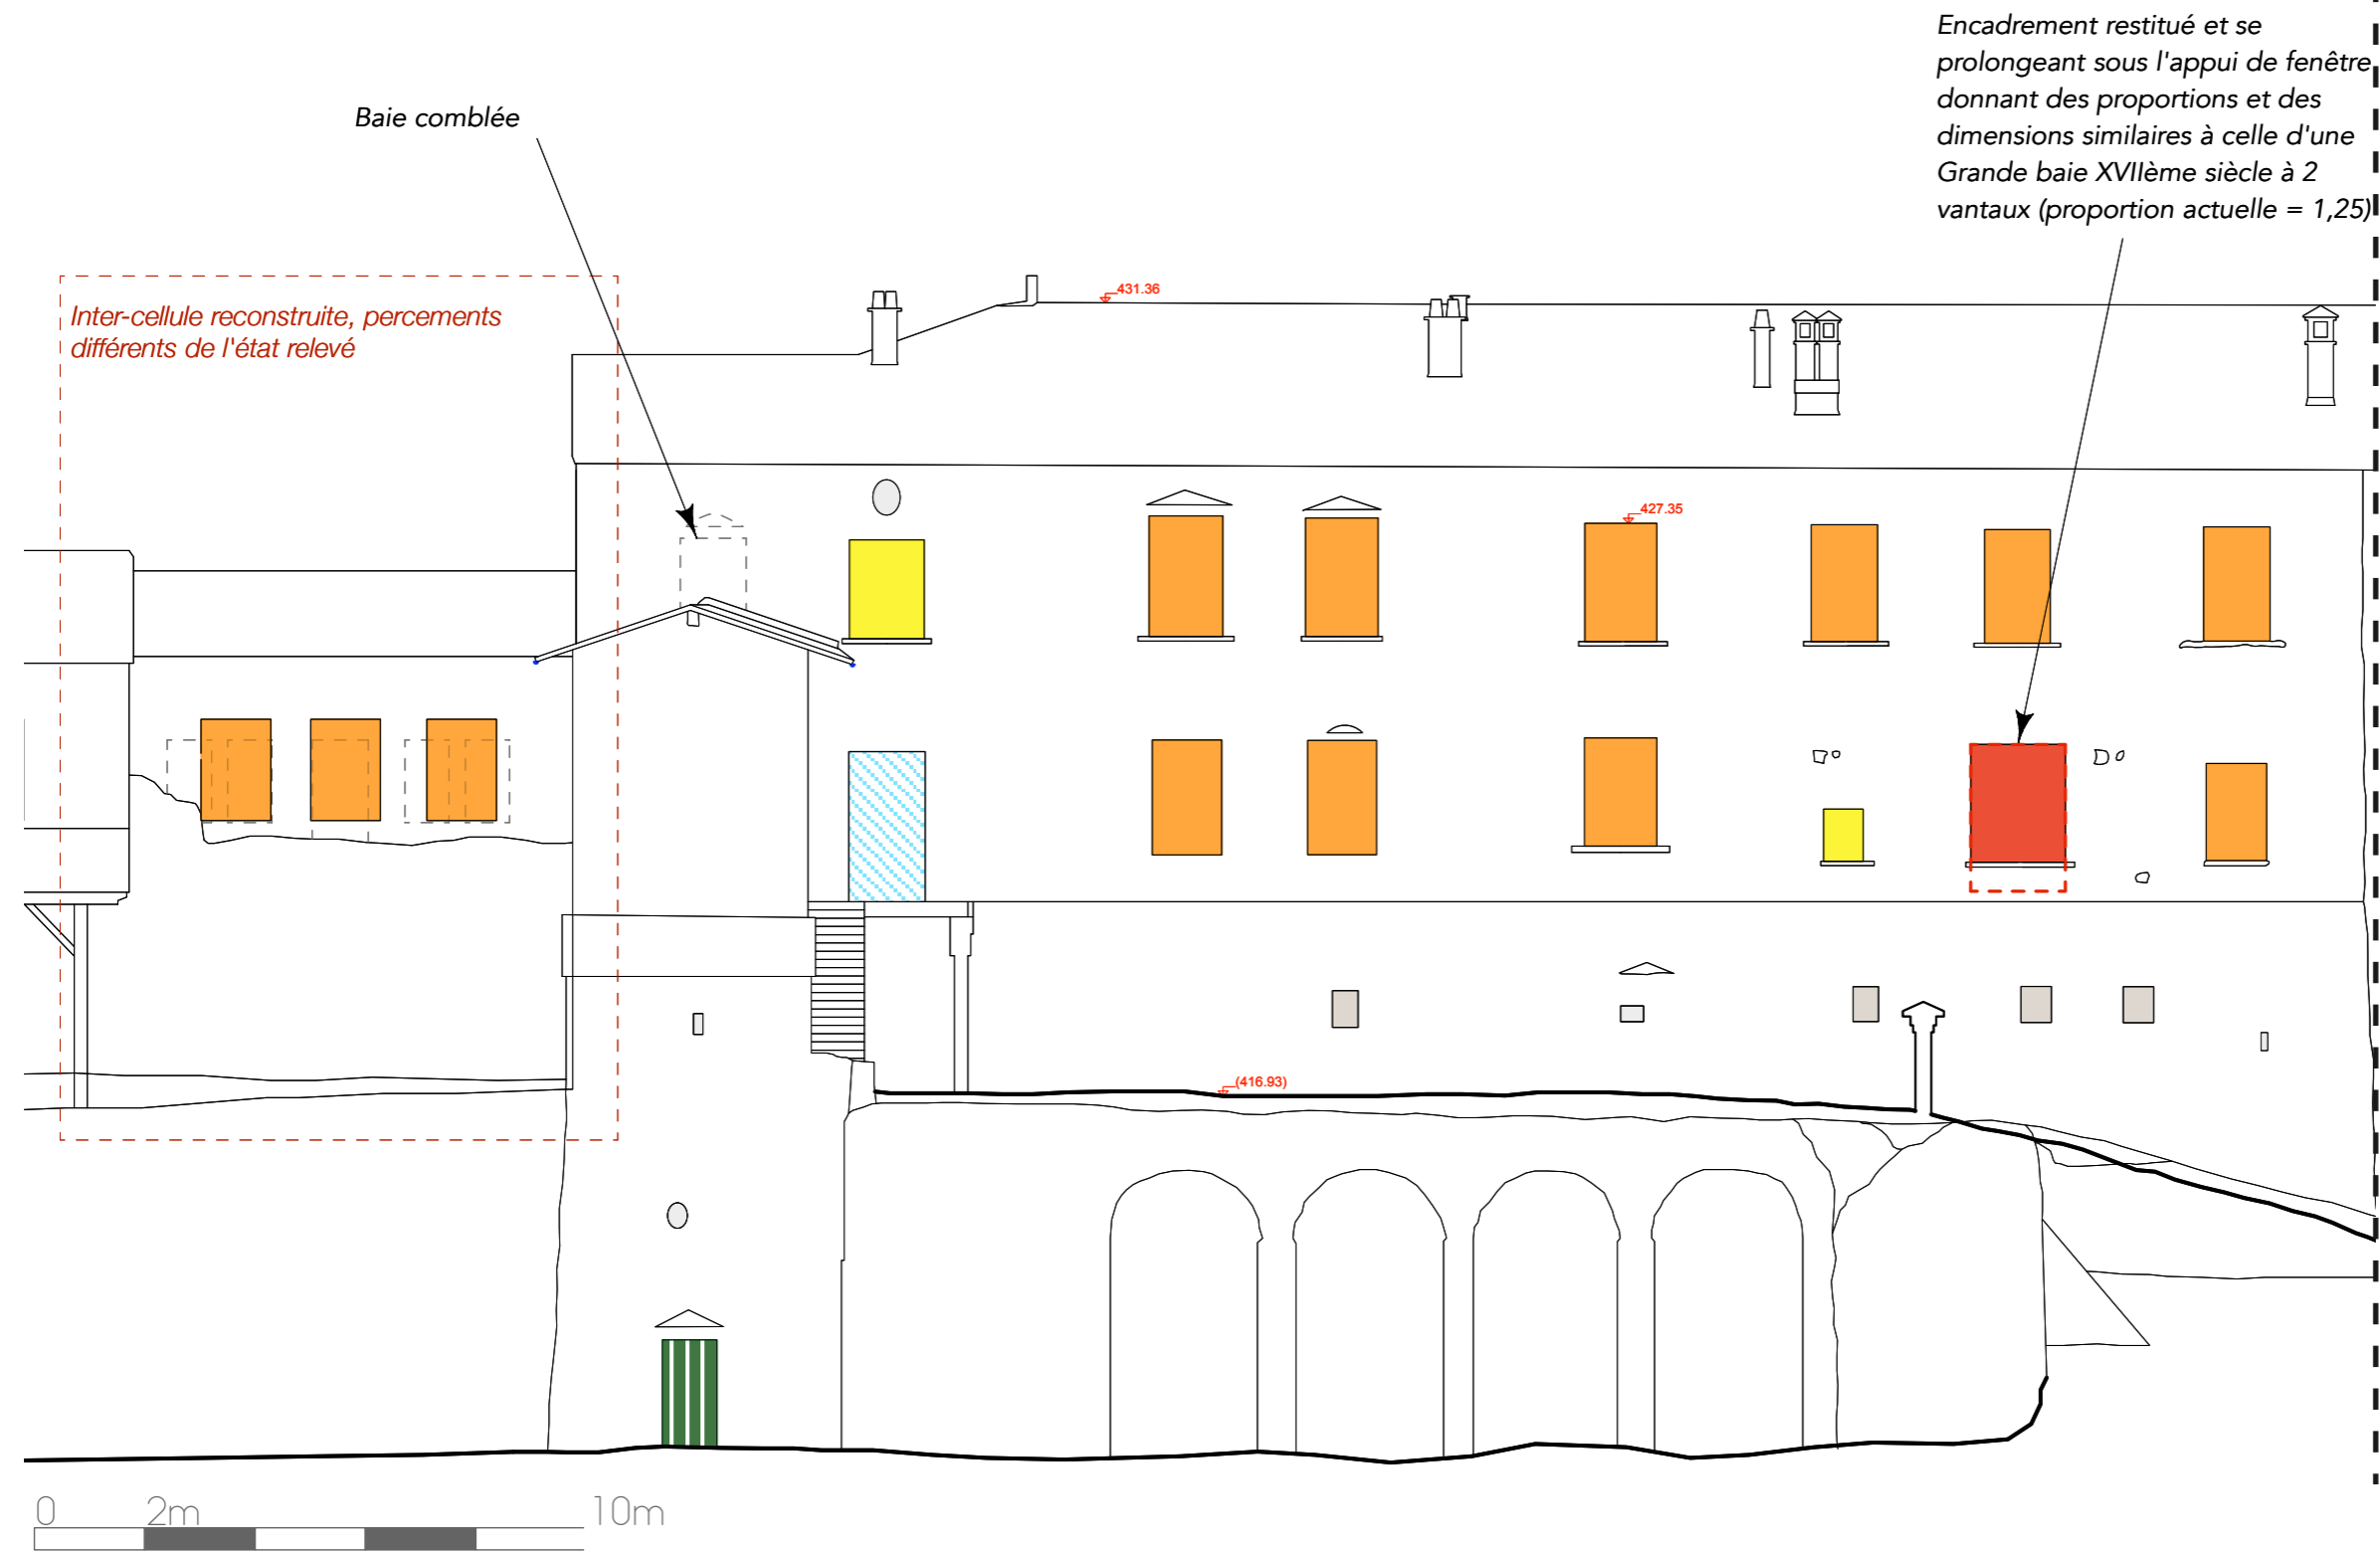 Encadrement restitué et se
prolongeant sous l'appui de fenêtre
donnant des proportions et des
dimensions similaires à celle d'une
Grande baie XVIIème siècle à 2
vantaux (proportion actuelle = 1,25)
Baie comblée
Inter-cellule reconstruite, percements
différents de l'état relevé
431.36
427.35
(416.93)
0 2m 10m